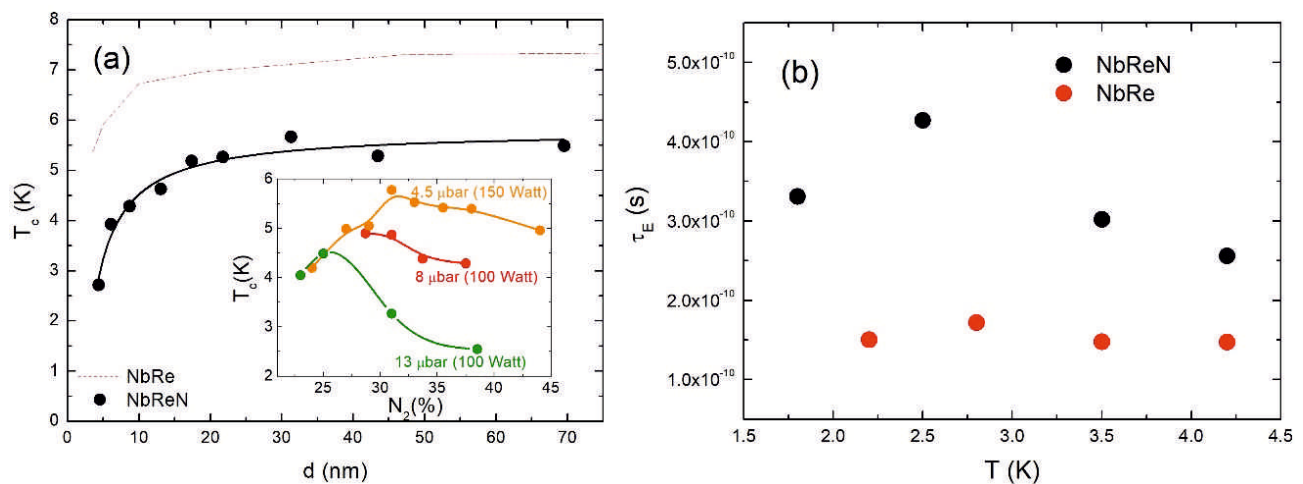 (a)
8
7
6
5
4
3
2
1
0
T_c (K)
0 10 20 30 40 50 60 70
d (nm)
NbRe
NbReN
6
5
4
3
2
T_c(K)
25 30 35 40 45
N_2(%)
4.5 μbar (150 Watt)
8 μbar (100 Watt)
13 μbar (100 Watt)
(b)
NbReN
NbRe
5.0x10^-10
4.0x10^-10
3.0x10^-10
2.0x10^-10
1.0x10^-10
τ_E (s)
1.5 2.0 2.5 3.0 3.5 4.0 4.5
T (K)